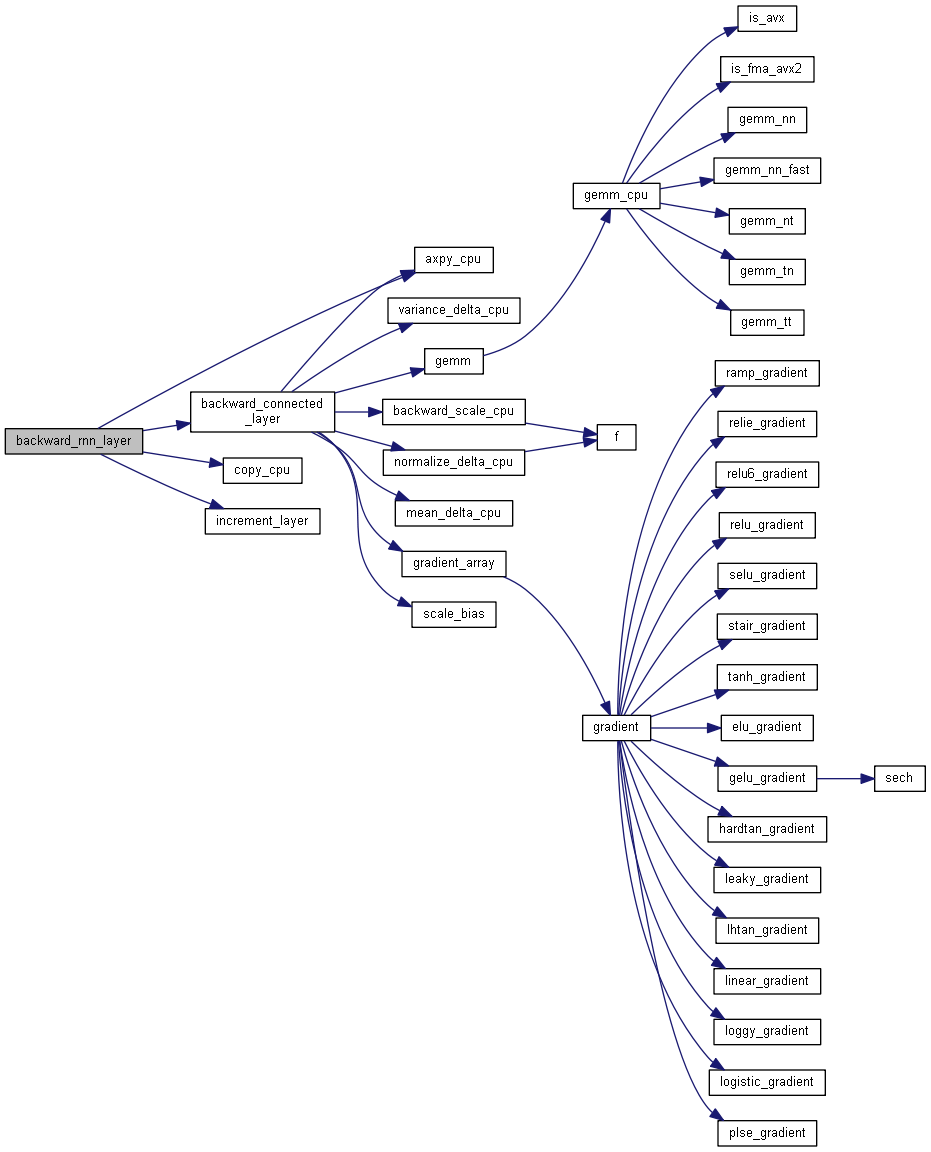 is_avx
is_fma_avx2
gemm_nn
gemm_nn_fast
gemm_cpu
gemm_nt
axpy_cpu
gemm_tn
variance_delta_cpu
gemm_tt
gemm
ramp_gradient
backward_connected
_layer
backward_scale_cpu
relie_gradient
f
backward_rnn_layer
normalize_delta_cpu
copy_cpu
relu6_gradient
mean_delta_cpu
increment_layer
relu_gradient
gradient_array
selu_gradient
scale_bias
stair_gradient
tanh_gradient
gradient
elu_gradient
gelu_gradient
sech
hardtan_gradient
leaky_gradient
lhtan_gradient
linear_gradient
loggy_gradient
logistic_gradient
plse_gradient